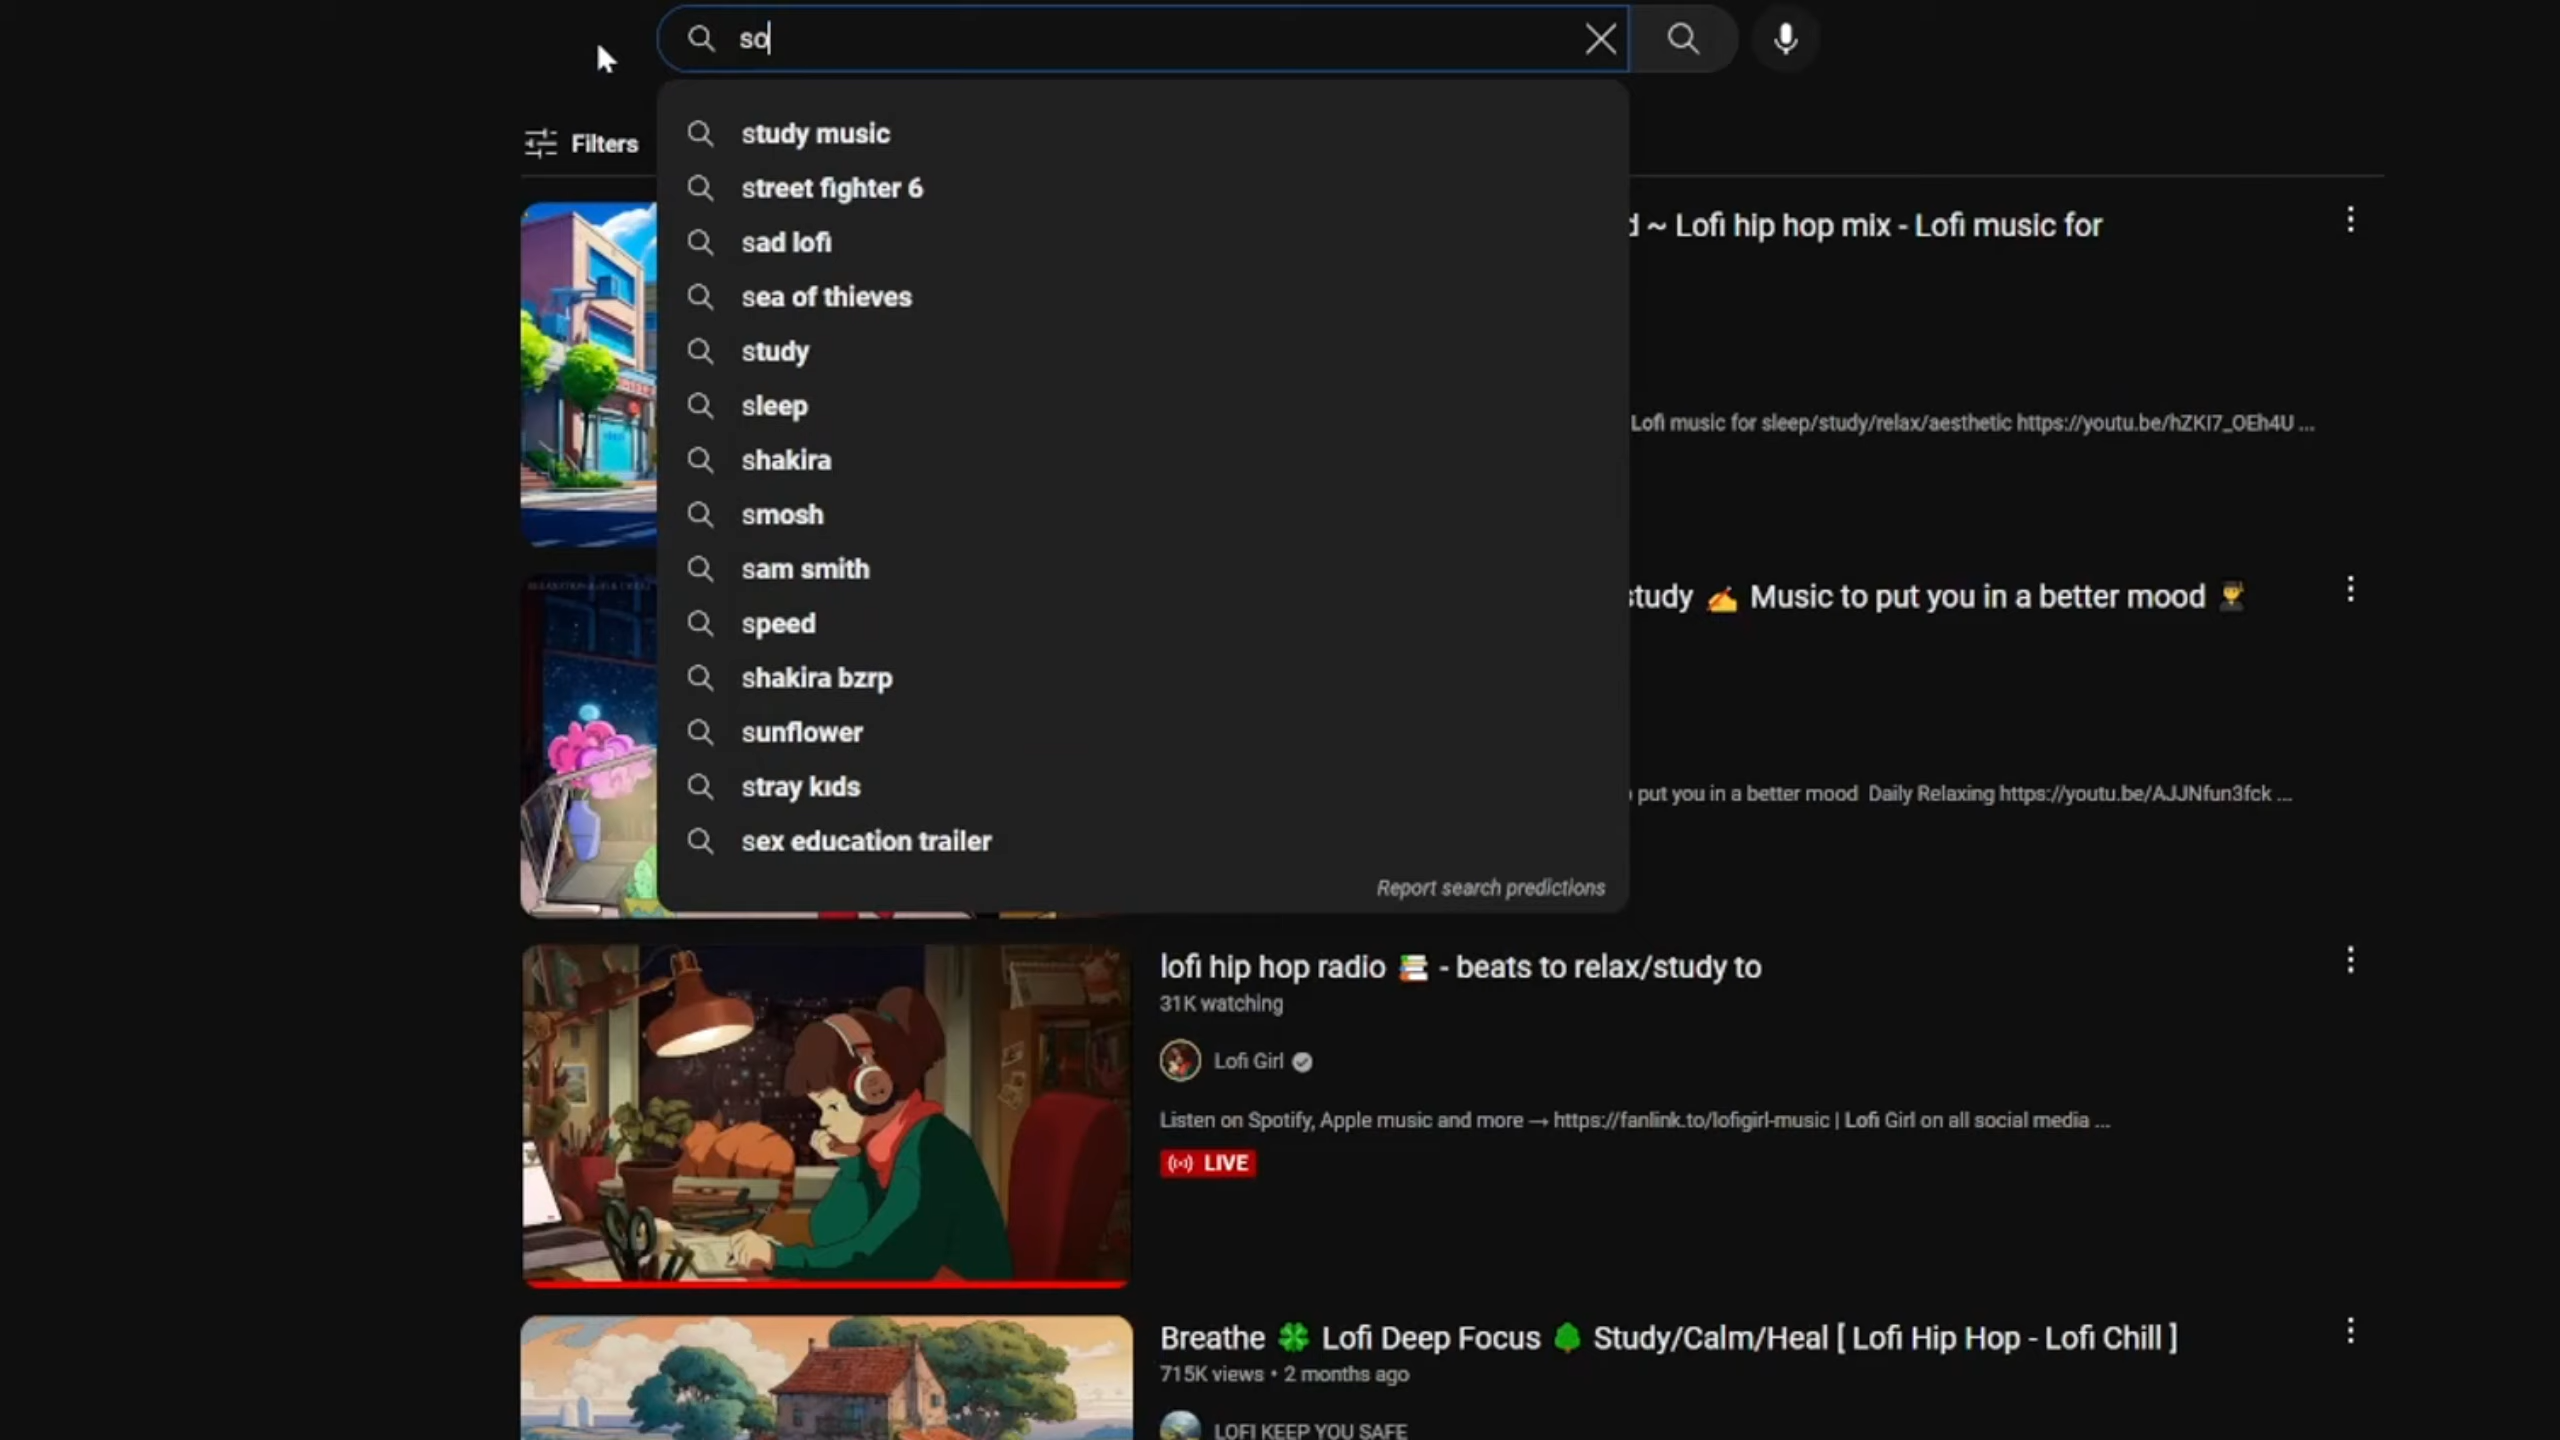 so
Filters
study music
street fighter 6
sad lofi
sea of thieves
study
sleep
shakira
smosh
sam smith
speed
shakira bzrp
sunflower
stray kids
sex education trailer
Report search predictions
d ~ Lofi hip hop mix - Lofi music for
Lofi music for sleep/study/relax/aesthetic https://youtu.be/hZKI7_OEh4U ...
study ✍ Music to put you in a better mood 👨‍🎓
put you in a better mood Daily Relaxing https://youtu.be/AJJNfun3fck ...
lofi hip hop radio 📚 - beats to relax/study to
31K watching
Lofi Girl
Listen on Spotify, Apple music and more → https://fanlink.to/lofigirl-music | Lofi Girl on all social media ...
LIVE
Breathe 🍀 Lofi Deep Focus 🌳 Study/Calm/Heal [ Lofi Hip Hop - Lofi Chill ]
715K views • 2 months ago
LOFI KEEP YOU SAFE